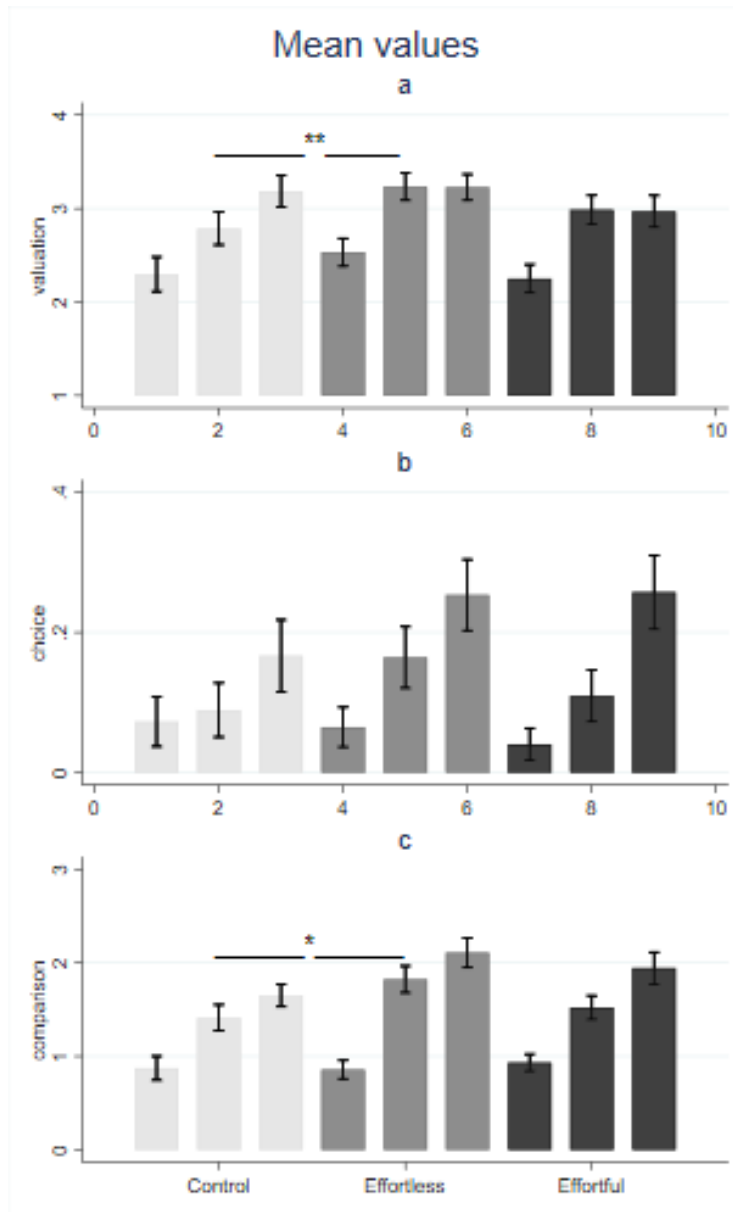 Mean values
a
4
**
3
valuation
2
1
0 2 4 6 8 10
b
.4
choice
.2
0
0 2 4 6 8 10
c
3
*
2
comparison
1
0
Control Effortless Effortful